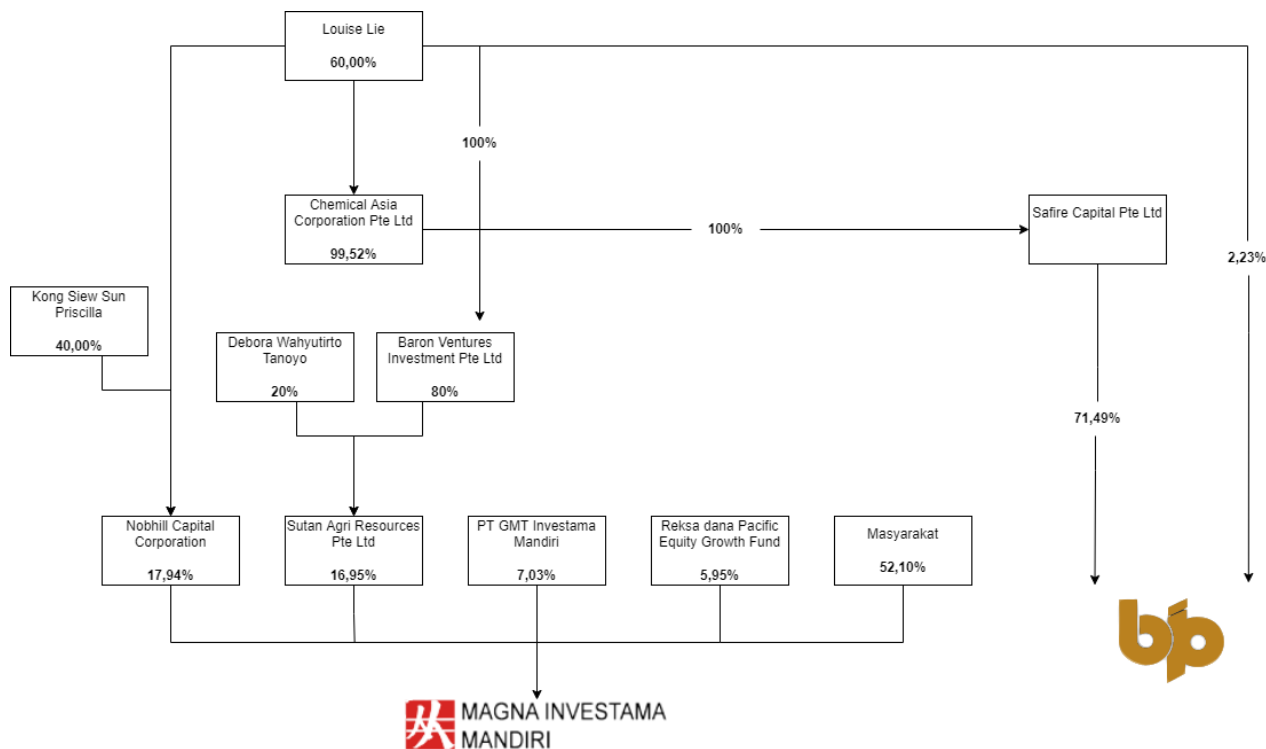 Louise Lie
60,00%
100%
Chemical Asia
Corporation Pte Ltd
99,52%
100%
Safire Capital Pte Ltd
2,23%
Kong Siew Sun
Priscilla
40,00%
Debora Wahyutirto
Tanoyo
20%
Baron Ventures
Investment Pte Ltd
80%
71,49%
Nobhill Capital
Corporation
17,94%
Sutan Agri Resources
Pte Ltd
16,95%
PT GMT Investama
Mandiri
7,03%
Reksa dana Pacific
Equity Growth Fund
5,95%
Masyarakat
52,10%
bip
MAGNA INVESTAMA
MANDIRI